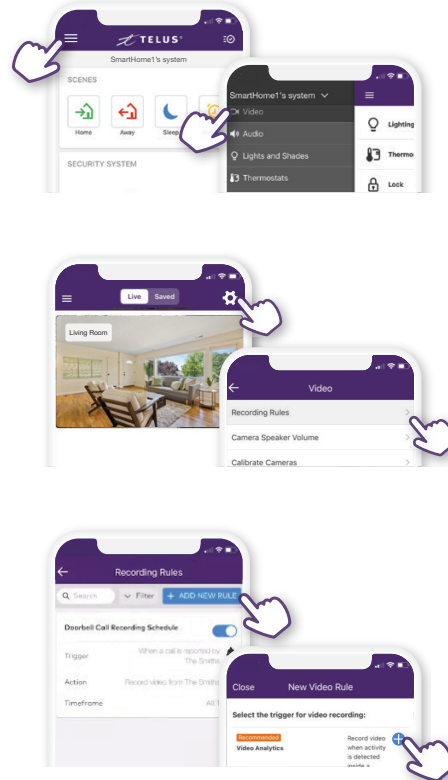 TELUS
SmartHome1's system
SCENES
Home
Away
Sleep
SECURITY SYSTEM
SmartHome1's system
Video
Audio
Lights and Shades
Thermostats
Lighting
Thermo
Lock
Live
Saved
Living Room
Video
Recording Rules
Camera Speaker Volume
Calibrate Cameras
Recording Rules
Search
Filter
+ ADD NEW RULE
Doorbell Call
Recording Schedule
Trigger
When a call is reported by
The Smiths
Action
Record video from The Smiths
Timeframe
All
Close
New Video Rule
Select the trigger for video recording:
Recommended
Video Analytics
Record video
when activity
is detected
inside a